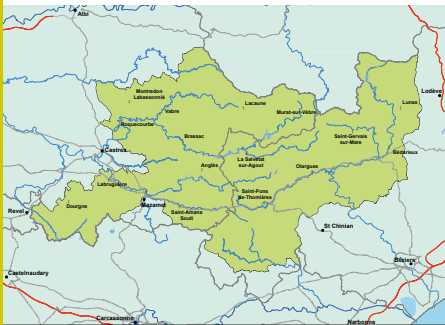 Albi
Lodève
Montredon
Labessonnié
Lacaune
Lunas
Vabre
Murat-sur-Vèbre
Roquecourbe
Brassac
Saint-Gervais
sur-Mare
Castres
Bédarieux
Anglès
La Salvetat
sur-Agout
Olargues
Labruguière
Saint-Pons
de-Thomières
Mazamet
Dourgne
Revel
Saint-Amans
Soult
St Chinian
Béziers
Castelnaudary
Carcassonne
Narbonne